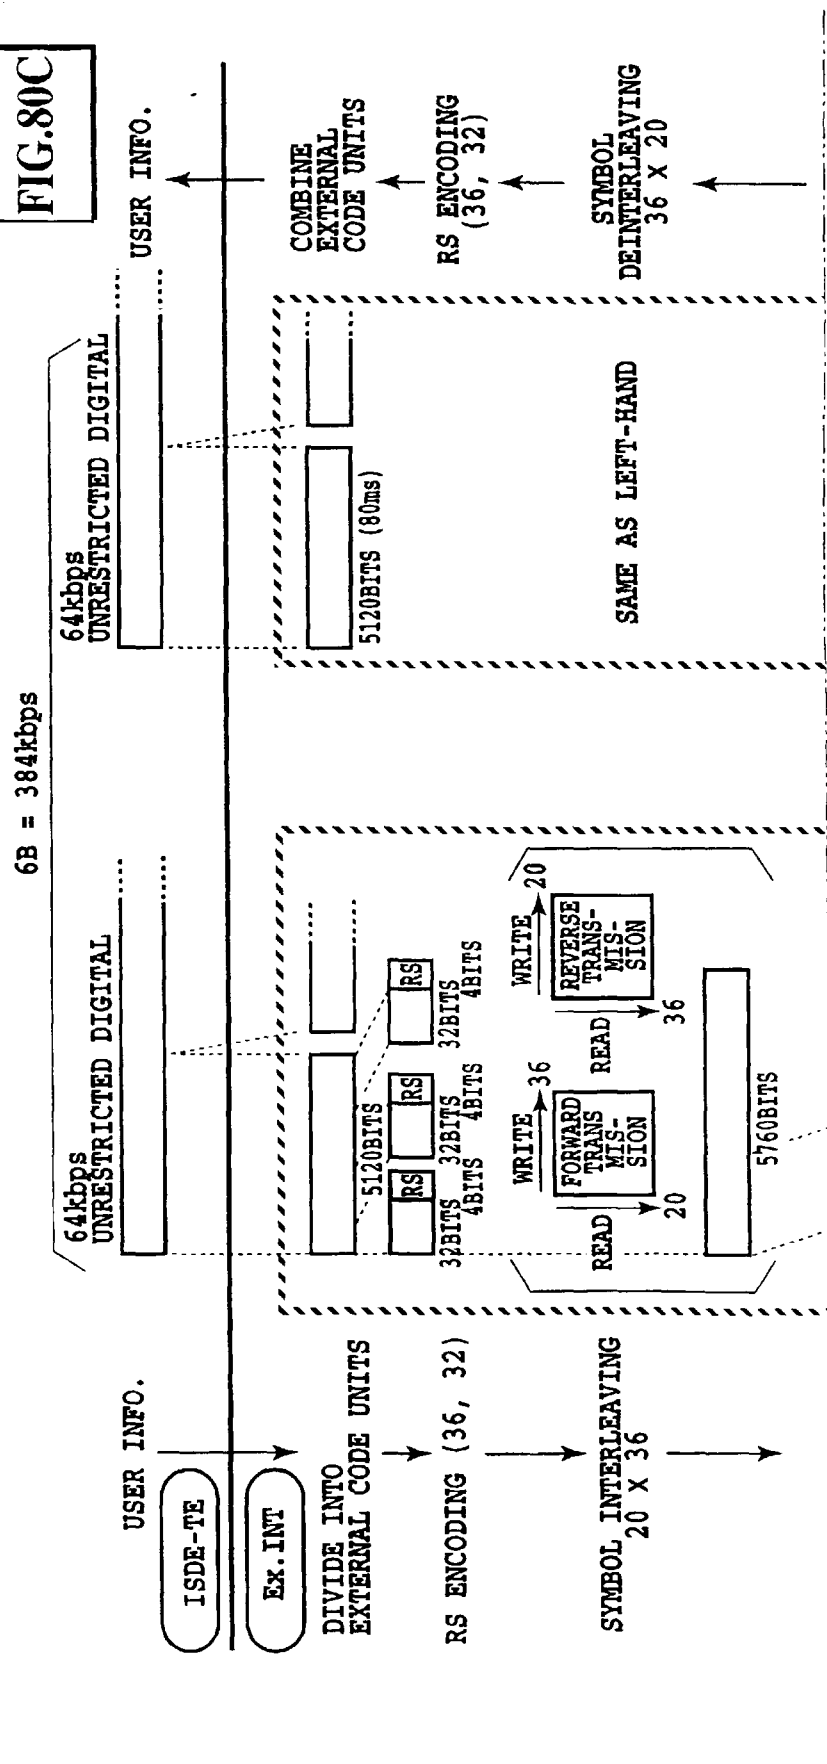 FIG.80C
6B = 384kbps
64kbps
UNRESTRICTED DIGITAL
64kbps
UNRESTRICTED DIGITAL
USER INFO.
USER INFO.
ISDE-TE
Ex.INT
DIVIDE INTO
EXTERNAL CODE UNITS
5120BITS
5120BITS (80ms)
COMBINE
EXTERNAL
CODE UNITS
RS ENCODING (36, 32)
RS
RS
RS
32BITS
4BITS
32BITS
4BITS
32BITS
4BITS
RS ENCODING
(36, 32)
SYMBOL INTERLEAVING
20 X 36
WRITE
36
READ
FORWARD
TRANS
MIS-
SION
20
WRITE
20
READ
REVERSE
TRANS-
MIS-
SION
36
SAME AS LEFT-HAND
SYMBOL
DEINTERLEAVING
36 X 20
5760BITS